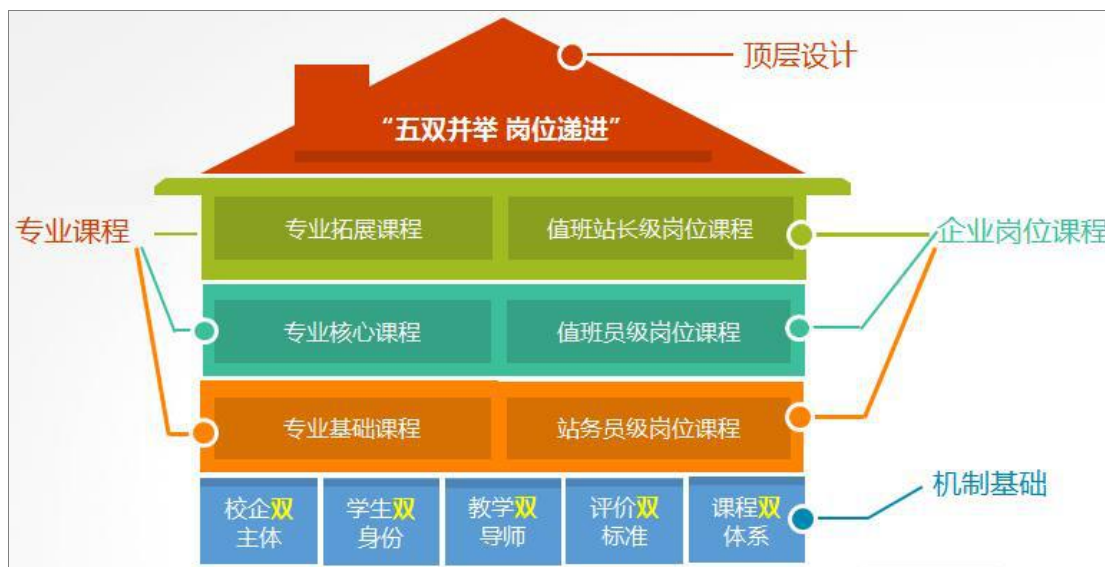 顶层设计
“五双并举 岗位递进”
专业课程
专业拓展课程
值班站长级岗位课程
企业岗位课程
专业核心课程
值班员级岗位课程
专业基础课程
站务员级岗位课程
机制基础
校企双
主体
学生双
身份
教学双
导师
评价双
标准
课程双
体系